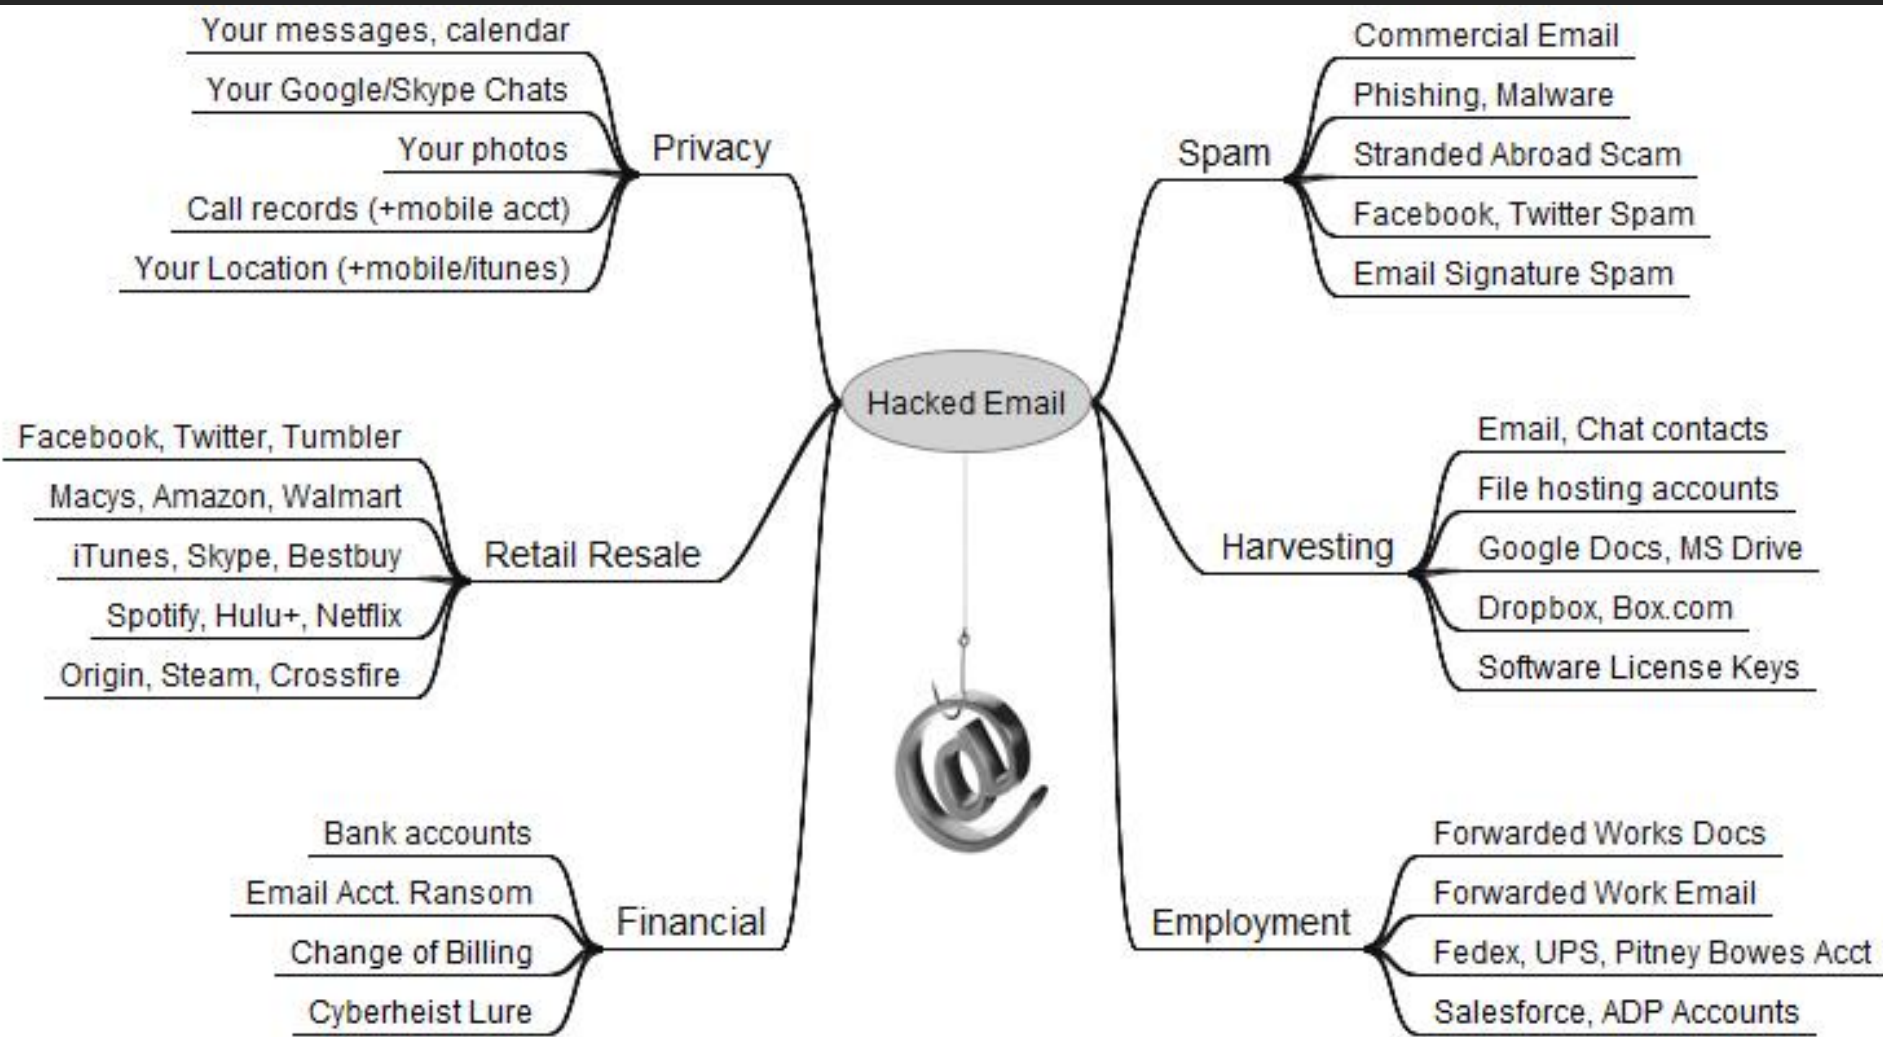 Hacked Email
Privacy
Your messages, calendar
Your Google/Skype Chats
Your photos
Call records (+mobile acct)
Your Location (+mobile/itunes)
Retail Resale
Facebook, Twitter, Tumbler
Macys, Amazon, Walmart
iTunes, Skype, Bestbuy
Spotify, Hulu+, Netflix
Origin, Steam, Crossfire
Financial
Bank accounts
Email Acct. Ransom
Change of Billing
Cyberheist Lure
Spam
Commercial Email
Phishing, Malware
Stranded Abroad Scam
Facebook, Twitter Spam
Email Signature Spam
Harvesting
Email, Chat contacts
File hosting accounts
Google Docs, MS Drive
Dropbox, Box.com
Software License Keys
Employment
Forwarded Works Docs
Forwarded Work Email
Fedex, UPS, Pitney Bowes Acct
Salesforce, ADP Accounts
@